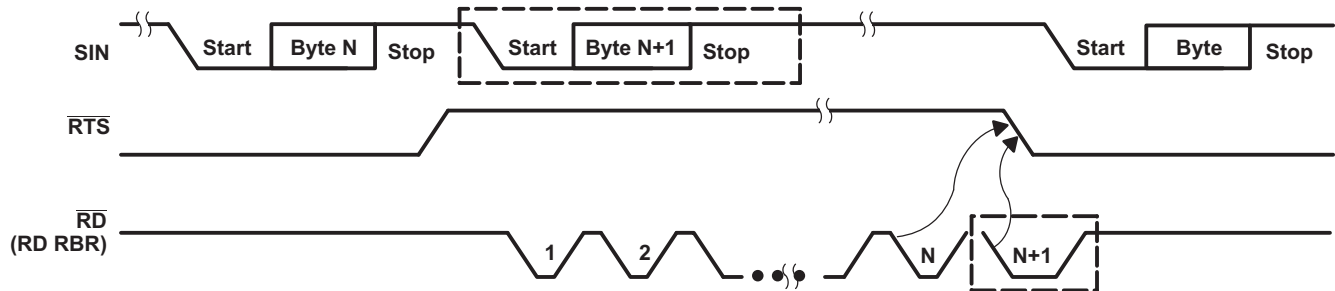 SIN Start Byte N Stop Start Byte N+1 Stop Start Byte Stop
RTS
RD
(RD RBR) 1 2 N N+1